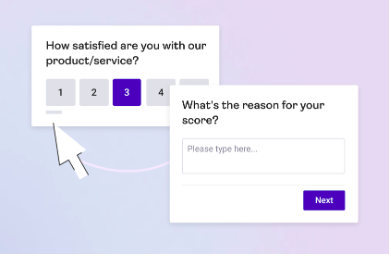 How satisfied are you with our
product/service?
1 2 3 4
What's the reason for your
score?
Please type here...
Next